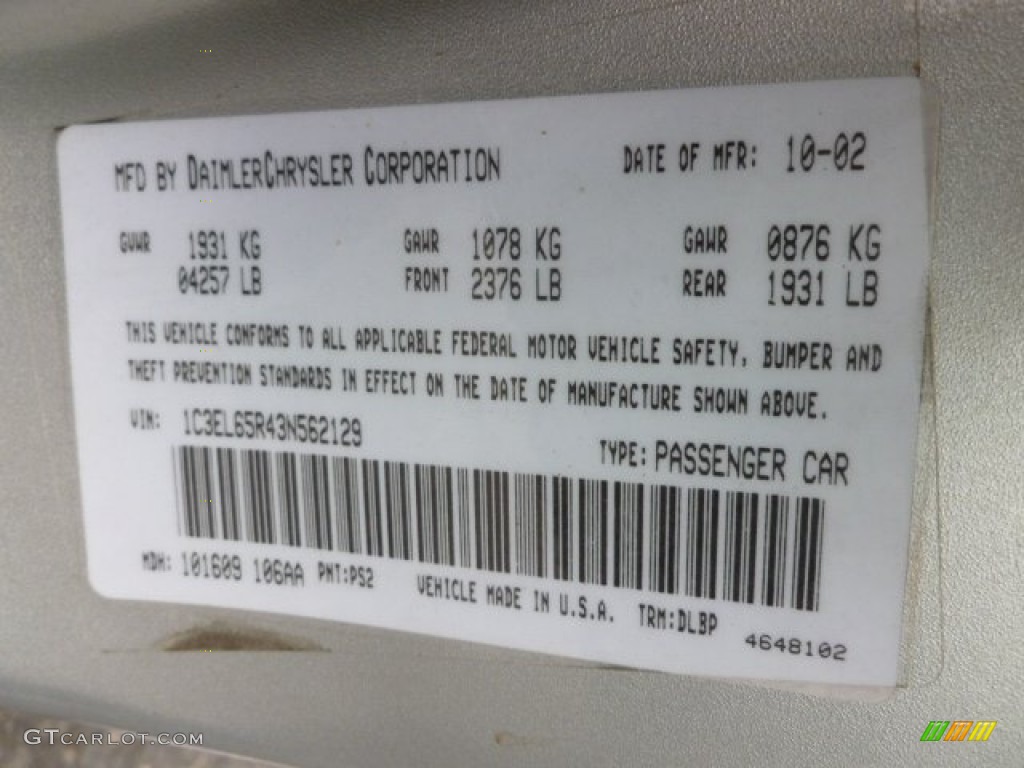 MFD BY DAIMLERCHRYSLER CORPORATION DATE OF MFR: 10-02
GVWR 1931 KG GAWR 1078 KG GAWR 0876 KG
04257 LB FRONT 2376 LB REAR 1931 LB
THIS VEHICLE CONFORMS TO ALL APPLICABLE FEDERAL MOTOR VEHICLE SAFETY, BUMPER AND
THEFT PREVENTION STANDARDS IN EFFECT ON THE DATE OF MANUFACTURE SHOWN ABOVE.
VIN: 1C3EL65R43N562129 TYPE: PASSENGER CAR
MDH: 101609 106AA PNT:PS2 VEHICLE MADE IN U.S.A. TRM:DLBP 4648102
GTCARLOT.COM